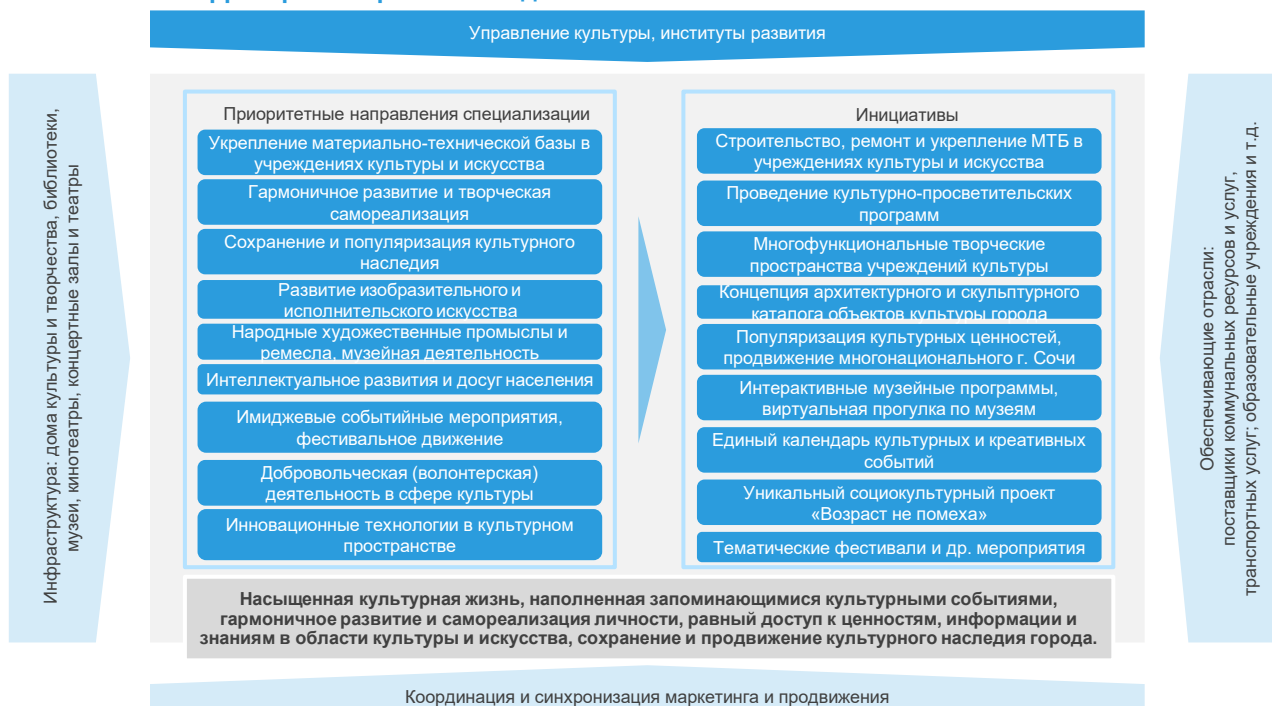 Управление культуры, институты развития
Инфраструктура: дома культуры и творчества, библиотеки,
музеи, кинотеатры, концертные залы и театры
Приоритетные направления специализации
Укрепление материально-технической базы в
учреждениях культуры и искусства
Гармоничное развитие и творческая
самореализация
Сохранение и популяризация культурного
наследия
Развитие изобразительного и
исполнительского искусства
Народные художественные промыслы и
ремесла, музейная деятельность
Интеллектуальное развития и досуг населения
Имиджевые событийные мероприятия,
фестивальное движение
Добровольческая (волонтерская)
деятельность в сфере культуры
Инновационные технологии в культурном
пространстве
Инициативы
Строительство, ремонт и укрепление МТБ в
учреждениях культуры и искусства
Проведение культурно-просветительских
программ
Многофункциональные творческие
пространства учреждений культуры
Концепция архитектурного и скульптурного
каталога объектов культуры города
Популяризация культурных ценностей,
продвижение многонационального г. Сочи
Интерактивные музейные программы,
виртуальная прогулка по музеям
Единый календарь культурных и креативных
событий
Уникальный социокультурный проект
«Возраст не помеха»
Тематические фестивали и др. мероприятия
Обеспечивающие отрасли:
поставщики коммунальных ресурсов и услуг,
транспортных услуг; образовательные учреждения и т.д.
Насыщенная культурная жизнь, наполненная запоминающимися культурными событиями,
гармоничное развитие и самореализация личности, равный доступ к ценностям, информации и
знаниям в области культуры и искусства, сохранение и продвижение культурного наследия города.
Координация и синхронизация маркетинга и продвижения